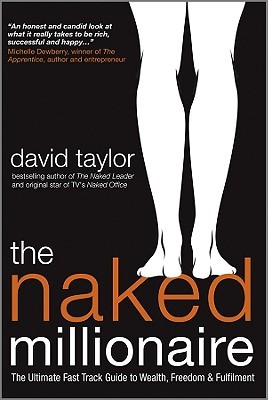 "An honest and candid look at
what it really takes to be rich,
successful and happy..."
Michelle Dewberry, winner of The
Apprentice, author and entrepreneur
david taylor
bestselling author of The Naked Leader
and original star of TV's Naked Office
the
naked
millionaire
The Ultimate Fast Track Guide to Wealth, Freedom & Fulfilment